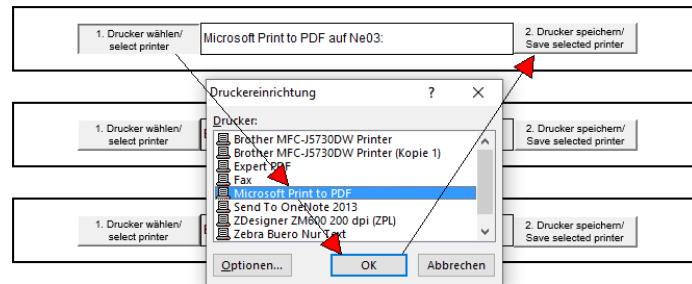 1. Drucker wählen/
select printer
Microsoft Print to PDF auf Ne03:
2. Drucker speichern/
Save selected printer
Druckereinrichtung ? X
Drucker:
Brother MFC-J5730DW Printer
Brother MFC-J5730DW Printer (Kopie 1)
Expert PDF
Fax
Microsoft Print to PDF
Send To OneNote 2013
ZDesigner ZM600 200 dpi (ZPL)
Zebra Buero Nur Text
Optionen... OK Abbrechen
1. Drucker wählen/
select printer
2. Drucker speichern/
Save selected printer
1. Drucker wählen/
select printer
2. Drucker speichern/
Save selected printer